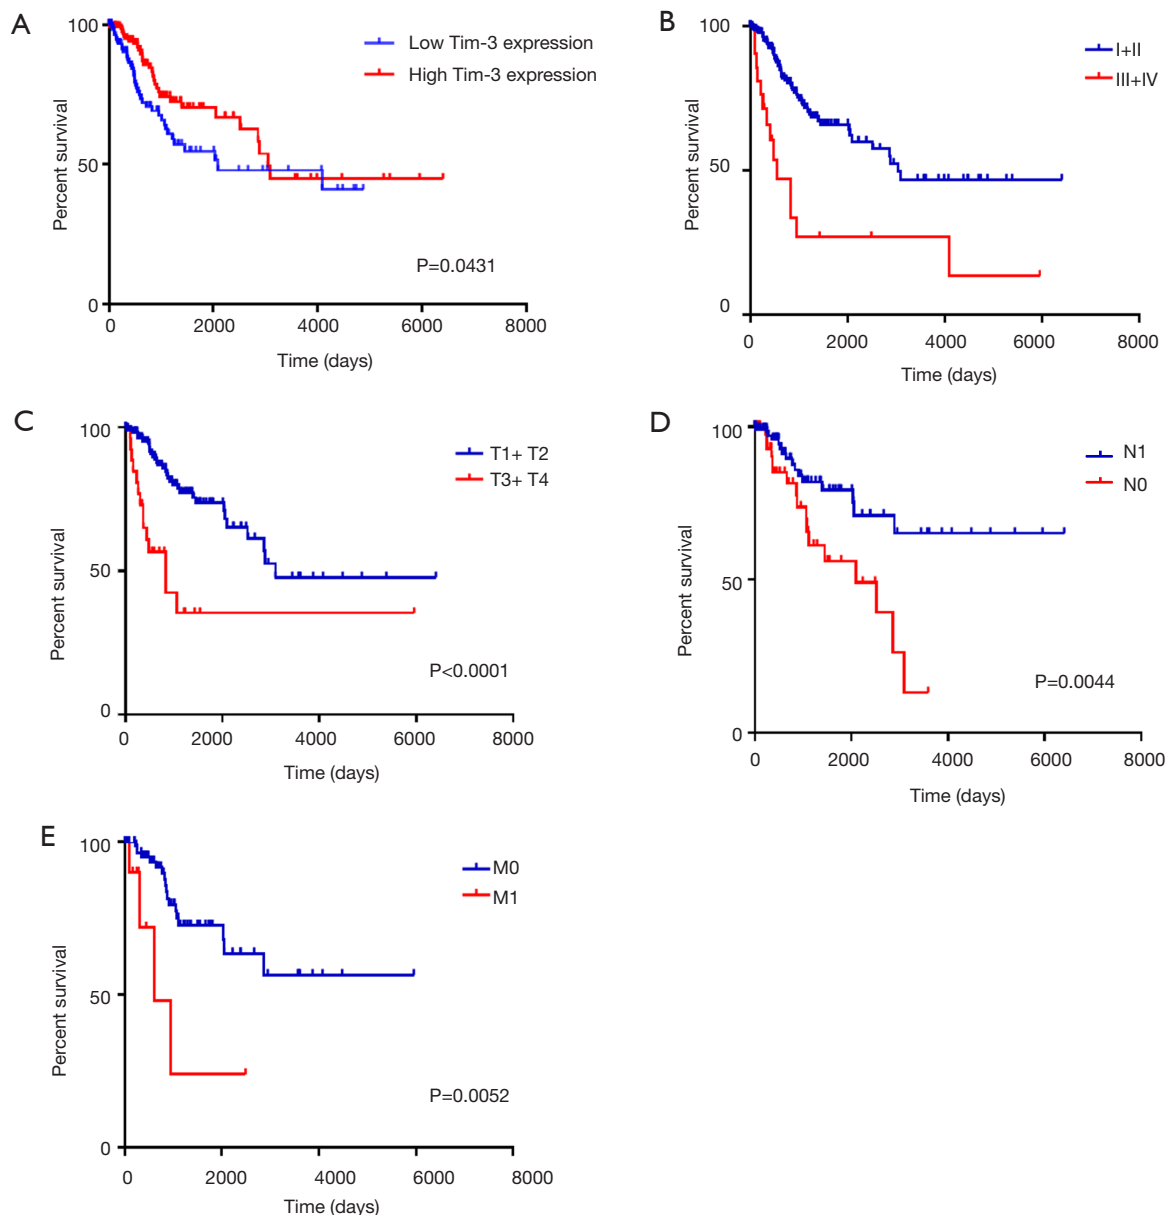 A
100
50
0
Percent survival
Low Tim-3 expression
High Tim-3 expression
P=0.0431
0 2000 4000 6000 8000
Time (days)
B
100
50
0
Percent survival
I+II
III+IV
0 2000 4000 6000 8000
Time (days)
C
100
50
0
Percent survival
T1+ T2
T3+ T4
P<0.0001
0 2000 4000 6000 8000
Time (days)
D
100
50
0
Percent survival
N1
N0
P=0.0044
0 2000 4000 6000 8000
Time (days)
E
100
50
0
Percent survival
M0
M1
P=0.0052
0 2000 4000 6000 8000
Time (days)